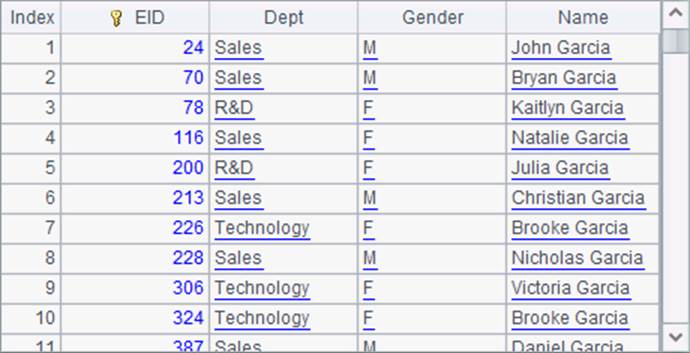 Index EID Dept Gender Name
1 24 Sales M John Garcia
2 70 Sales M Bryan Garcia
3 78 R&D F Kaitlyn Garcia
4 116 Sales F Natalie Garcia
5 200 R&D F Julia Garcia
6 213 Sales M Christian Garcia
7 226 Technology F Brooke Garcia
8 228 Sales M Nicholas Garcia
9 306 Technology F Victoria Garcia
10 324 Technology F Brooke Garcia
11 387 Sales M Daniel Garcia